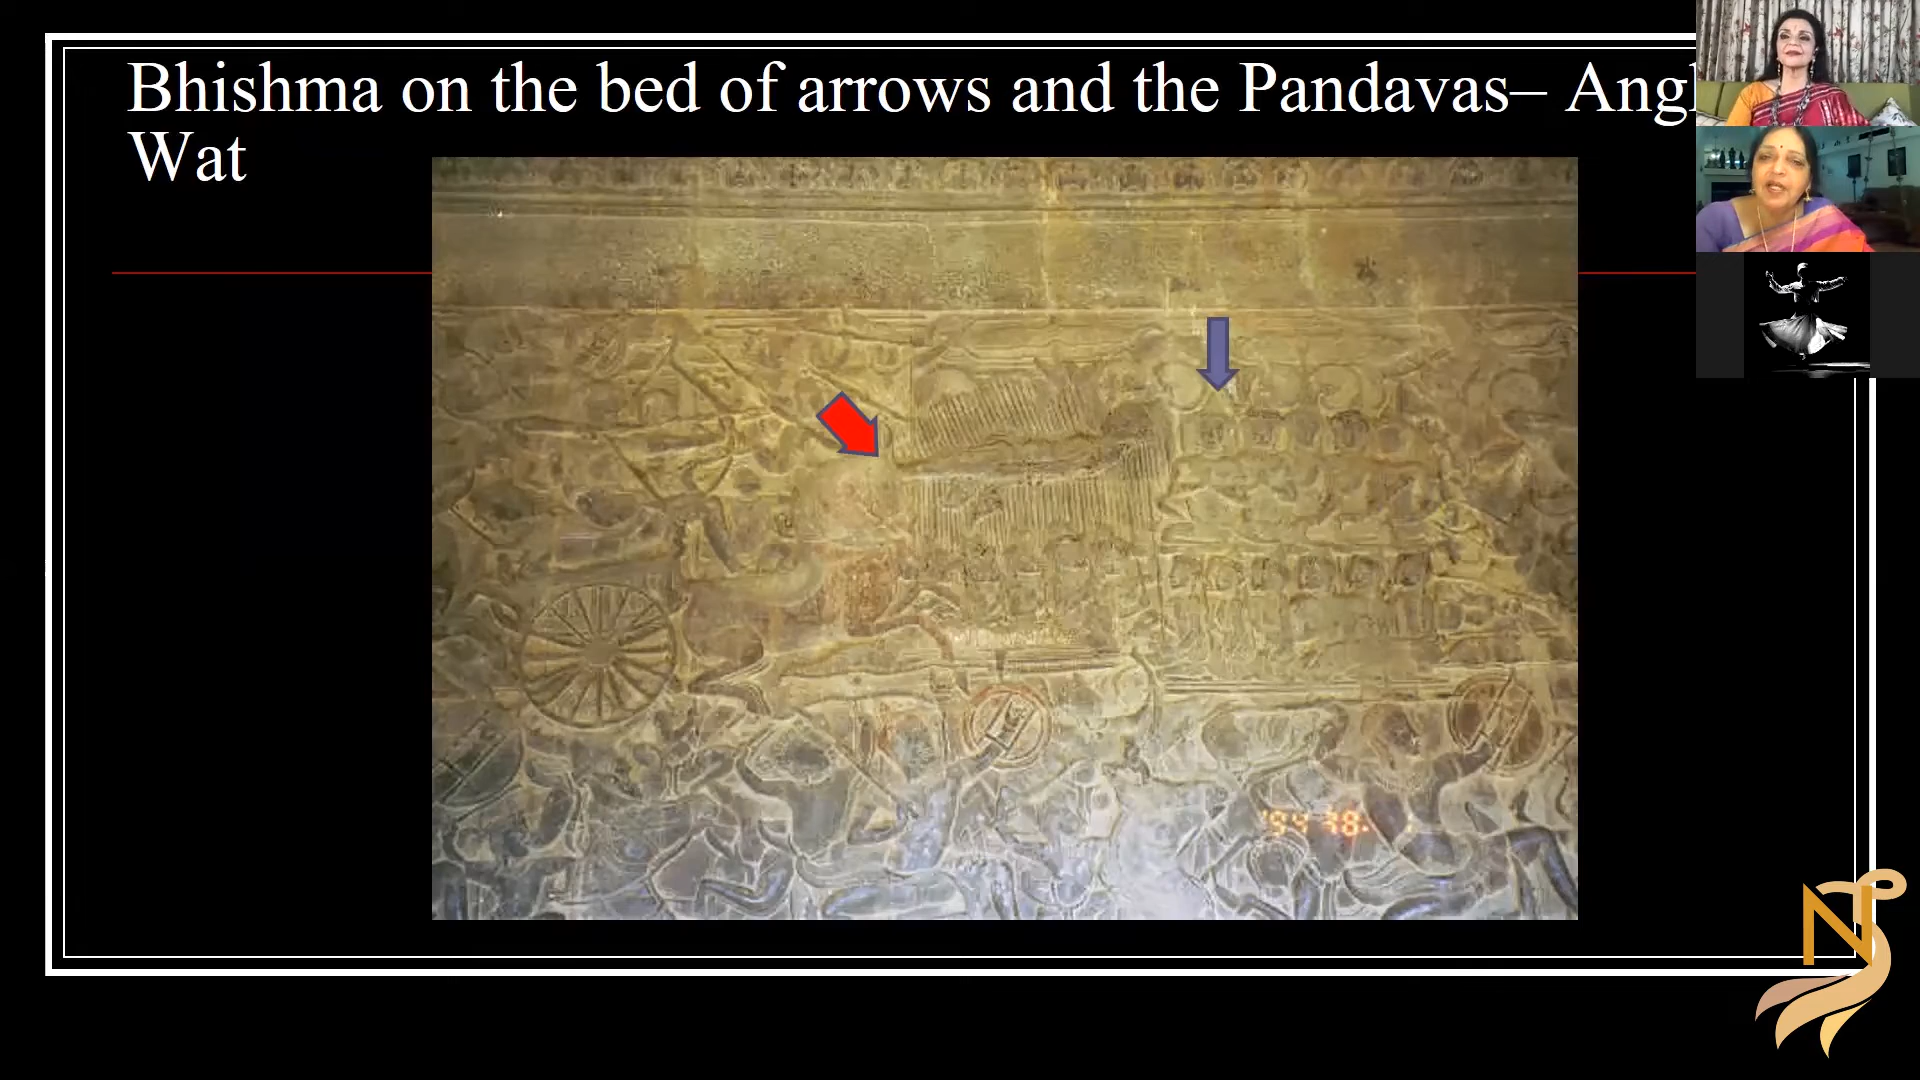 Bhishma on the bed of arrows and the Pandavas– Ang
Wat
N